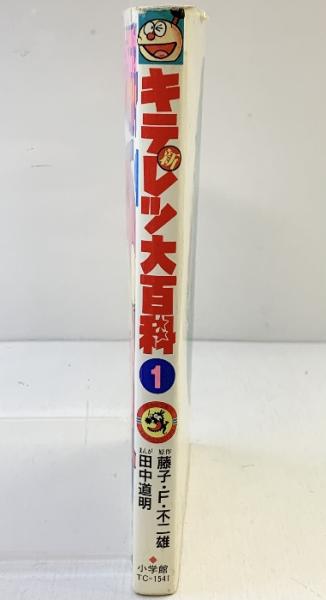 新キテレツ大百科
1
原作 藤子・F・不二雄
まんが 田中道明
小学館
TC-1541